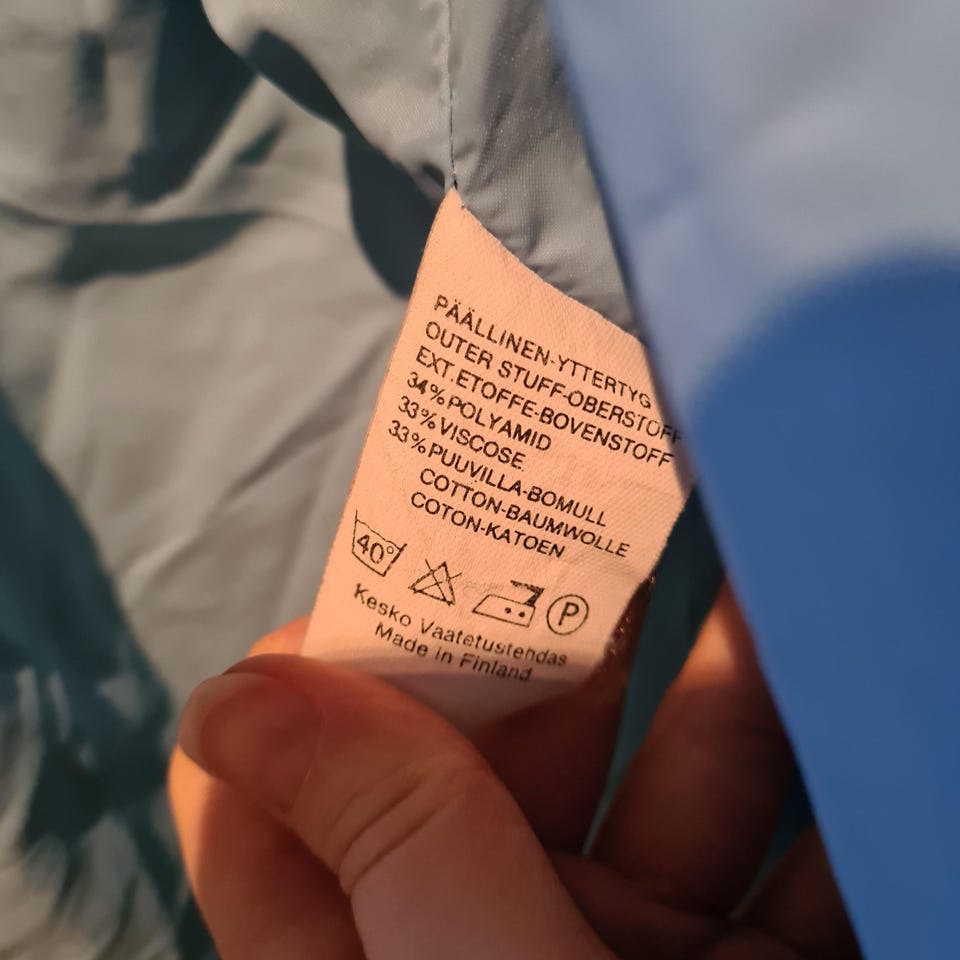 PÄÄLLINEN-YTTERTYG
OUTER STUFF-OBERSTOFF
EXT.ETOFFE-BOVENSTOFF
34%POLYAMID
33%VISCOSE
33%PUUVILLA-BOMULL
COTTON-BAUMWOLLE
COTON-KATOEN
40° P
Kesko Vaatetustehdas
Made in Finland